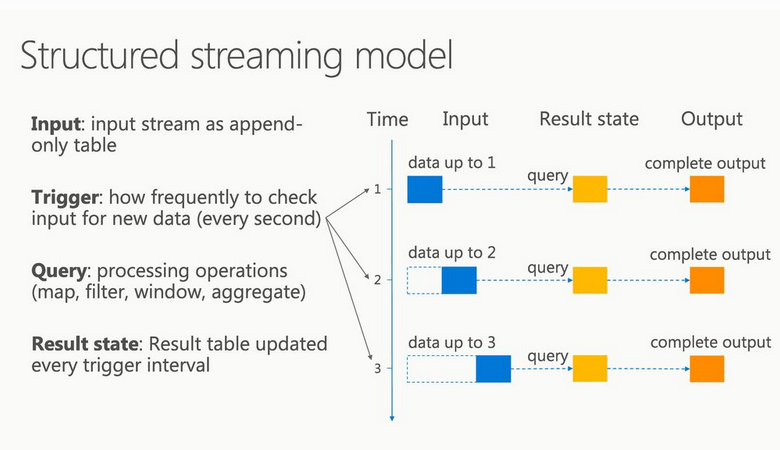 Structured streaming model
Input: input stream as append-
only table
Trigger: how frequently to check
input for new data (every second)
Query: processing operations
(map, filter, window, aggregate)
Result state: Result table updated
every trigger interval
Time Input Result state Output
data up to 1 complete output
query
1
data up to 2 complete output
query
2
data up to 3 complete output
query
3